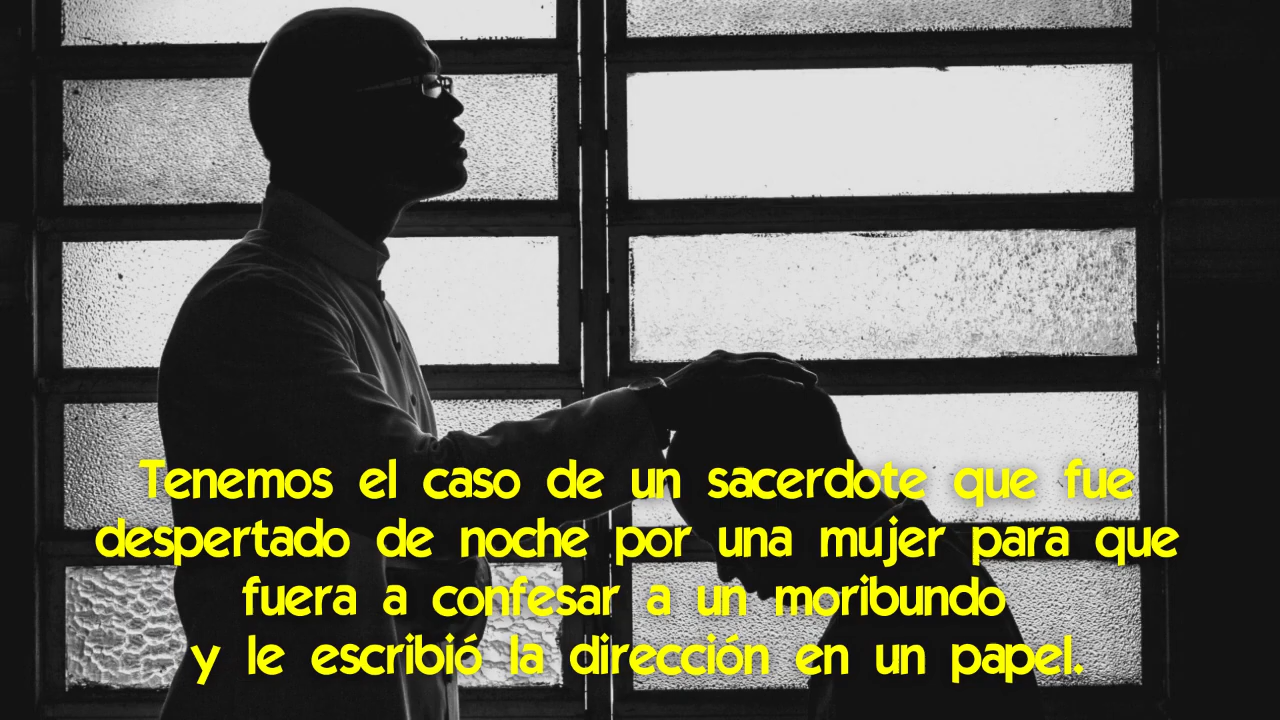 Tenemos el caso de un sacerdote que fue
despertado de noche por una mujer para que
fuera a confesar a un moribundo
y le escribió la dirección en un papel.